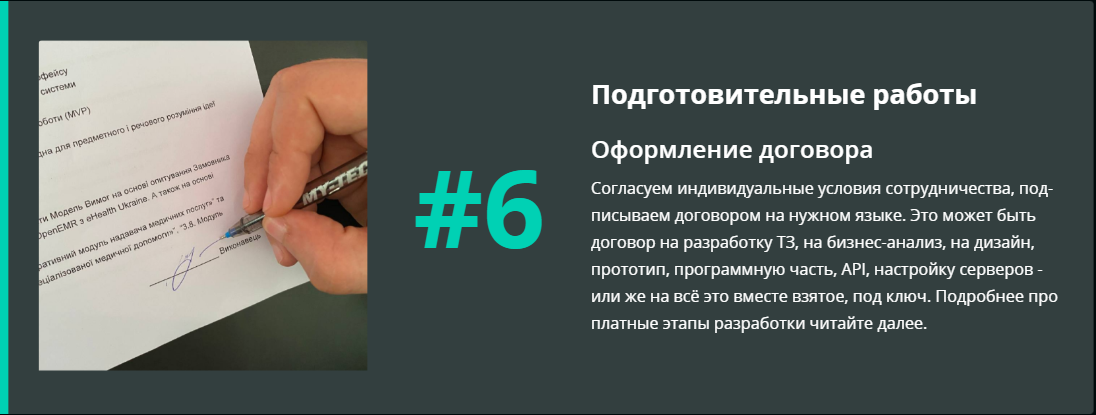 фейсу
системи
оботи (MVP)
дна для предметного і речового розуміння ідеї
ти Модель Вимог на основі опитування Замовника
openEMR з eHealth Ukraine. А також на основі
ративний модуль надавача медичних послуг»" та
еціалізованої медичної допомоги»", "3.8. Модуль
Виконавець
MYTEC
#6
Подготовительные работы
Оформление договора
Согласуем индивидуальные условия сотрудничества, под-
писываем договором на нужном языке. Это может быть
договор на разработку ТЗ, на бизнес-анализ, на дизайн,
прототип, программную часть, API, настройку серверов -
или же на всё это вместе взятое, под ключ. Подробнее про
платные этапы разработки читайте далее.